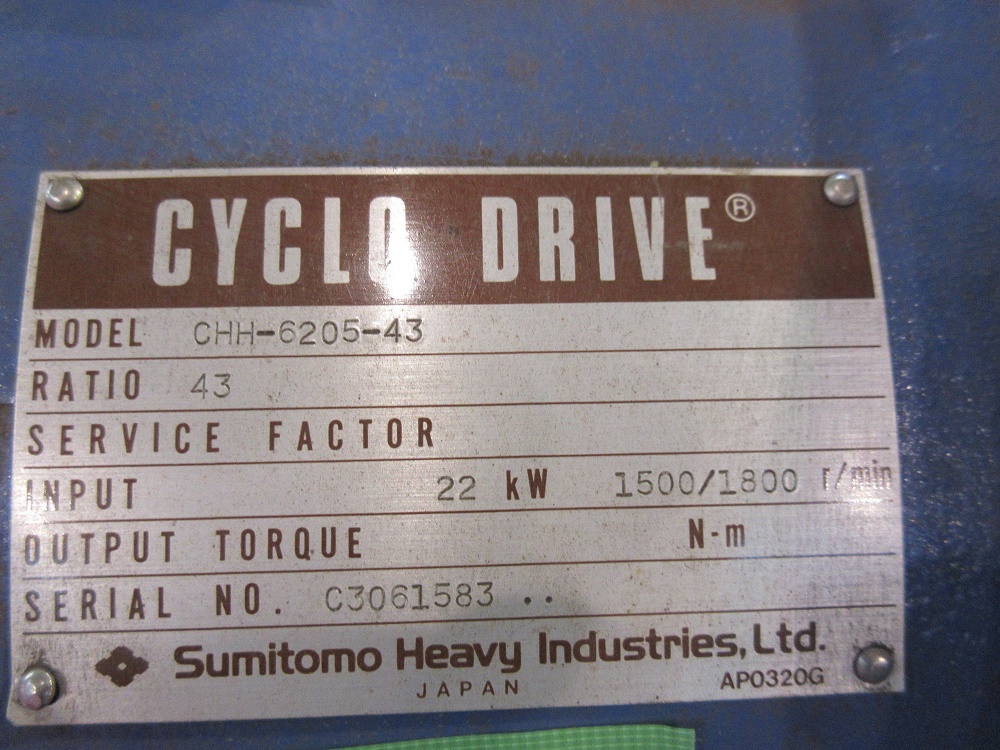 CYCLO DRIVE®
MODEL CHH-6205-43
RATIO 43
SERVICE FACTOR
INPUT 22 kW 1500/1800 r/min
OUTPUT TORQUE N-m
SERIAL NO. C3061583 ..
Sumitomo Heavy Industries, Ltd.
JAPAN AP0320G